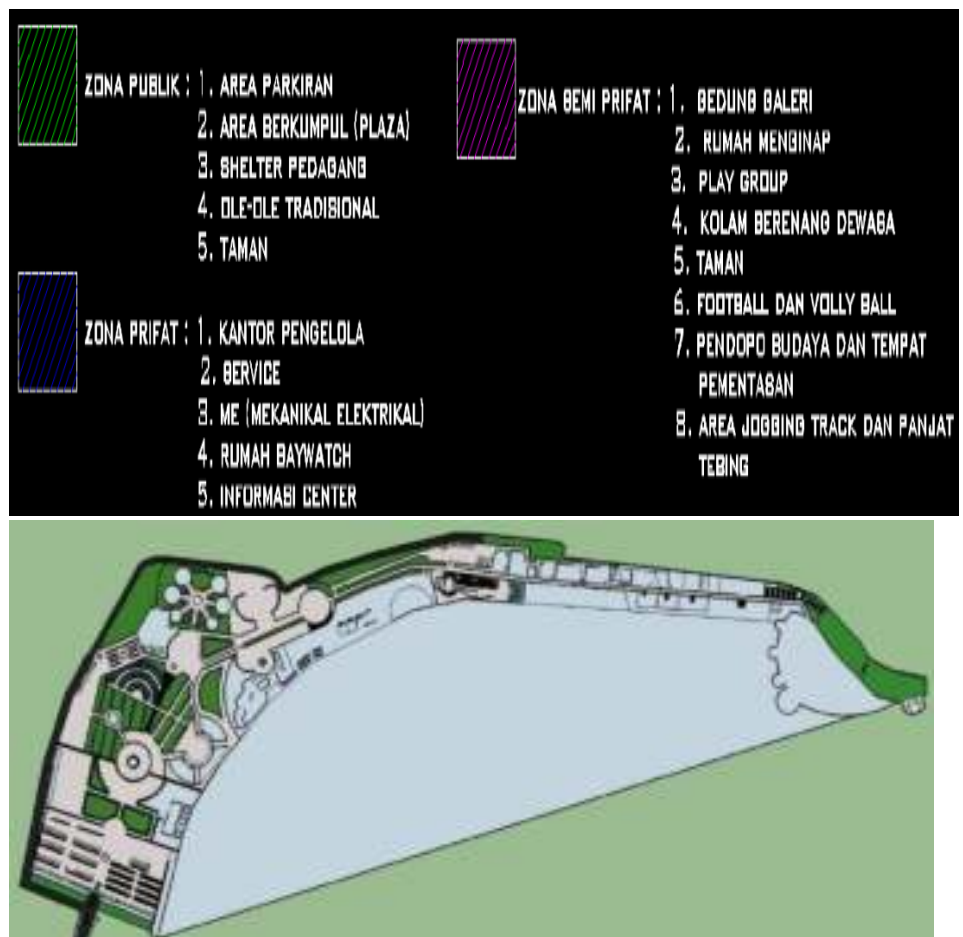 ZONA PUBLIK : 1. AREA PARKIRAN
2. AREA BERKUMPUL (PLAZA)
3. SHELTER PEDAGANG
4. OLE-OLE TRADISIONAL
5. TAMAN
ZONA PRIFAT : 1. KANTOR PENGELOLA
2. SERVICE
3. ME (MEKANIKAL ELEKTRIKAL)
4. RUMAH BAYWATCH
5. INFORMASI CENTER
ZONA SEMI PRIFAT : 1. GEDUNG GALERI
2. RUMAH MENGINAP
3. PLAY GROUP
4. KOLAM BERENANG DEWASA
5. TAMAN
6. FOOTBALL DAN VOLLY BALL
7. PENDOPO BUDAYA DAN TEMPAT
PEMENTASAN
8. AREA JOGGING TRACK DAN PANJAT
TEBING